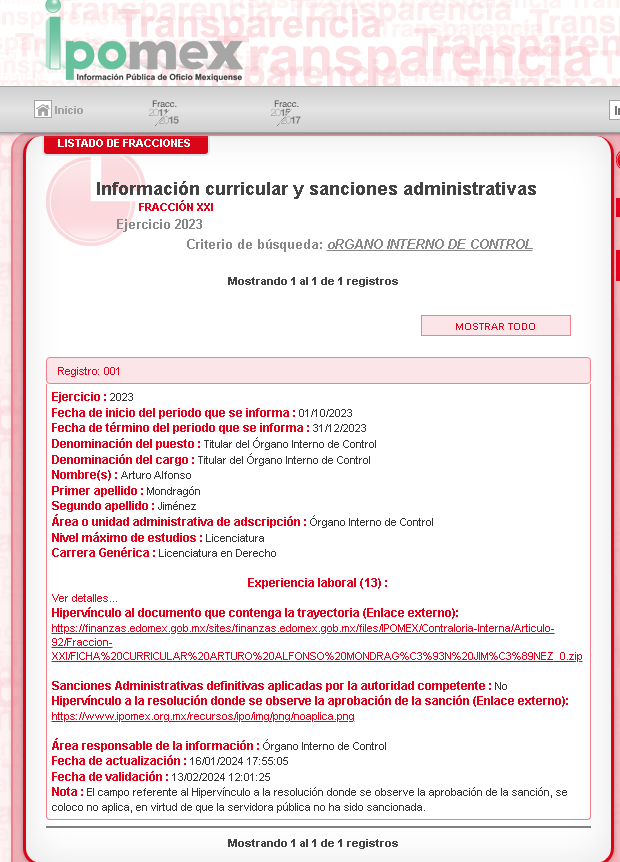 ipomex
Información Pública de Oficio Mexiquense
Transparencia
Inicio
Fracc.
2015
Fracc.
2017
LISTADO DE FRACCIONES
Información curricular y sanciones administrativas
FRACCIÓN XXI
Ejercicio 2023
Criterio de búsqueda: oRGANO INTERNO DE CONTROL
Mostrando 1 al 1 de 1 registros
MOSTRAR TODO
Registro: 001
Ejercicio : 2023
Fecha de inicio del periodo que se informa : 01/10/2023
Fecha de término del periodo que se informa : 31/12/2023
Denominación del puesto : Titular del Órgano Interno de Control
Denominación del cargo : Titular del Órgano Interno de Control
Nombre(s) : Arturo Alfonso
Primer apellido : Mondragón
Segundo apellido : Jiménez
Área o unidad administrativa de adscripción : Órgano Interno de Control
Nivel máximo de estudios : Licenciatura
Carrera Genérica : Licenciatura en Derecho
Experiencia laboral (13) :
Ver detalles...
Hipervínculo al documento que contenga la trayectoria (Enlace externo):
https://finanzas.edomex.gob.mx/sites/finanzas.edomex.gob.mx/files/IPOMEX/Contraloria-Interna/Articulo-
92/Fraccion-
XXI/FICHA%20CURRICULAR%20ARTURO%20ALFONSO%20MONDRAG%C3%93N%20JIM%C3%89NEZ_0.zip
Sanciones Administrativas definitivas aplicadas por la autoridad competente : No
Hipervínculo a la resolución donde se observe la aprobación de la sanción (Enlace externo):
https://www.ipomex.org.mx/recursos/ipo/img/png/noaplica.png
Área responsable de la información : Órgano Interno de Control
Fecha de actualización : 16/01/2024 17:55:05
Fecha de validación : 13/02/2024 12:01:25
Nota : El campo referente al Hipervínculo a la resolución donde se observe la aprobación de la sanción, se
coloco no aplica, en virtud de que la servidora pública no ha sido sancionada.
Mostrando 1 al 1 de 1 registros